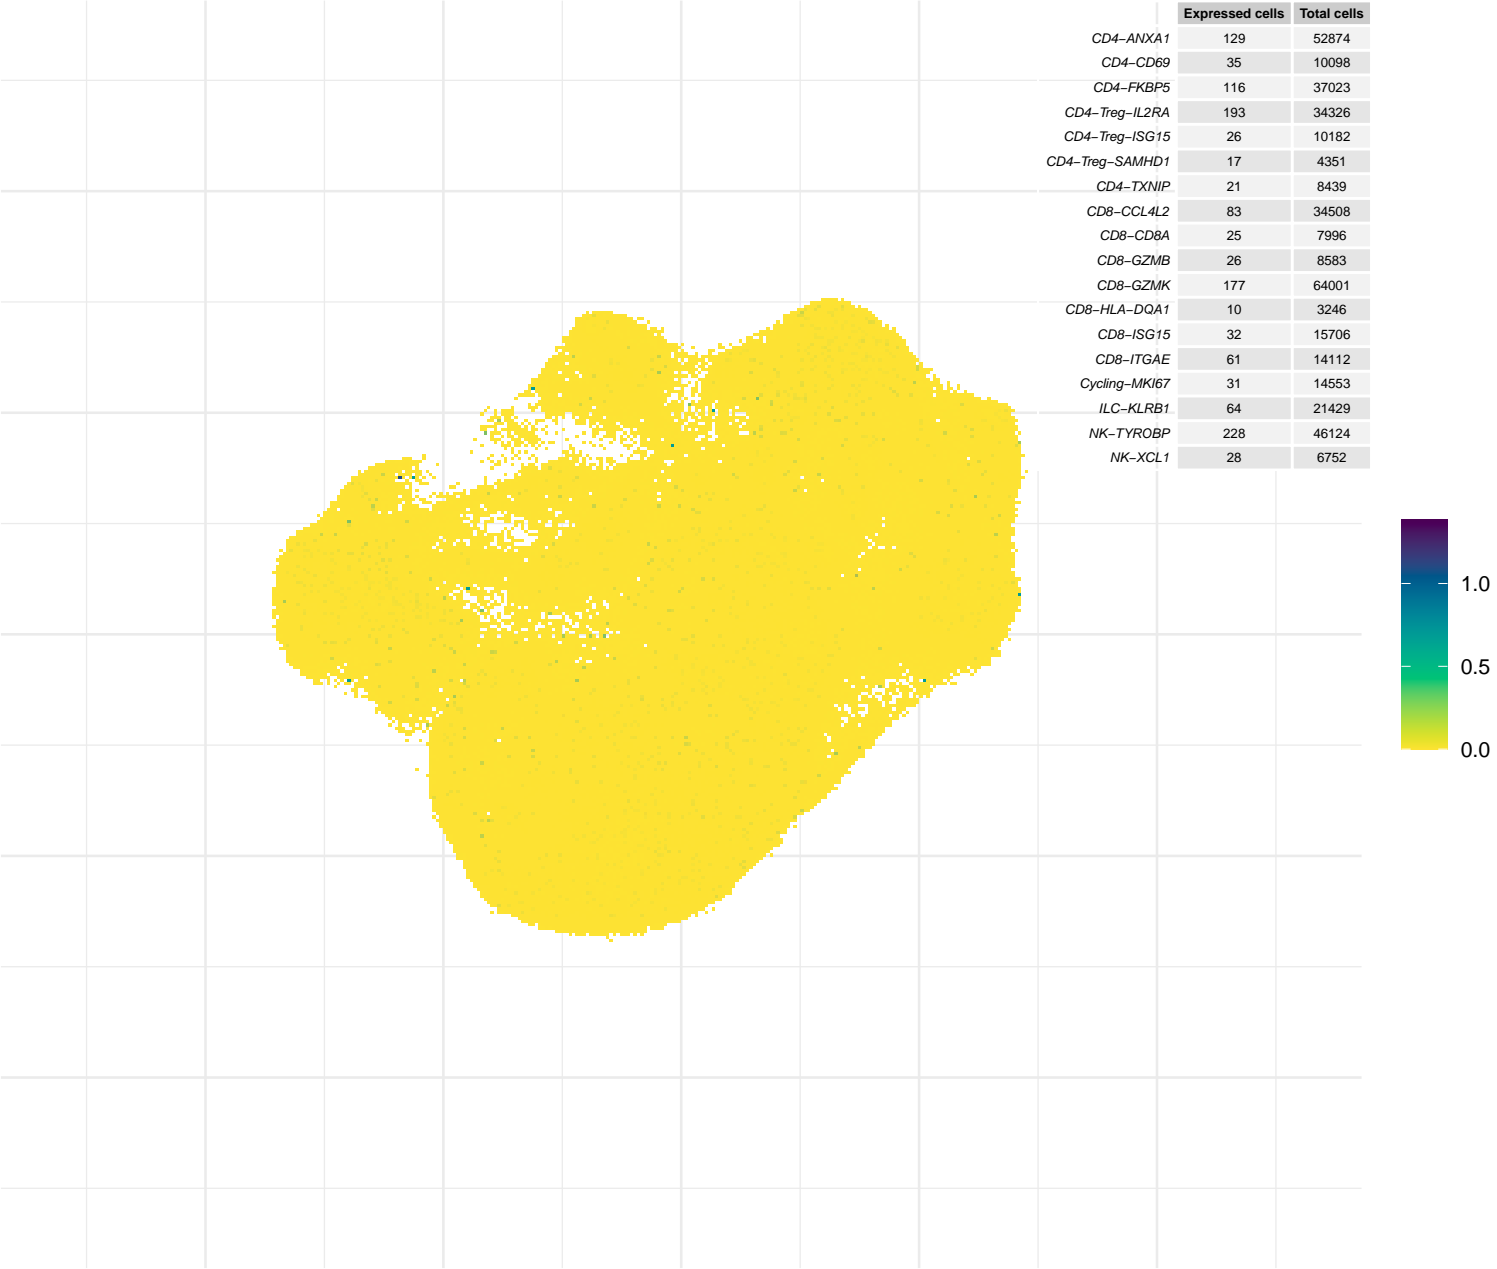 Expressed cells Total cells
CD4−ANXA1 129 52874
CD4−CD69 35 10098
CD4−FKBP5 116 37023
CD4−Treg−IL2RA 193 34326
CD4−Treg−ISG15 26 10182
CD4−Treg−SAMHD1 17 4351
CD4−TXNIP 21 8439
CD8−CCL4L2 83 34508
CD8−CD8A 25 7996
CD8−GZMB 26 8583
CD8−GZMK 177 64001
CD8−HLA−DQA1 10 3246
CD8−ISG15 32 15706
CD8−ITGAE 61 14112
Cycling−MKI67 31 14553
ILC−KLRB1 64 21429
NK−TYROBP 228 46124
NK−XCL1 28 6752
1.0
0.5
0.0